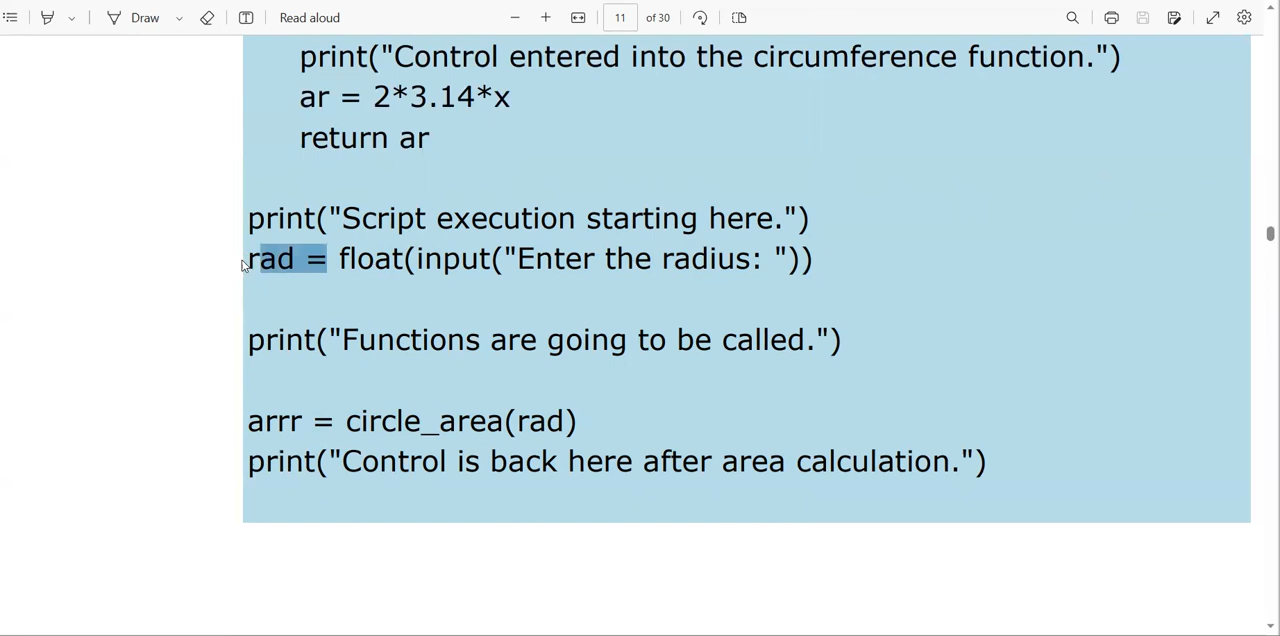 Draw
Read aloud
11 of 30
print("Control entered into the circumference function.")
ar = 2*3.14*x
return ar
print("Script execution starting here.")
rad = float(input("Enter the radius: "))
print("Functions are going to be called.")
arrr = circle_area(rad)
print("Control is back here after area calculation.")